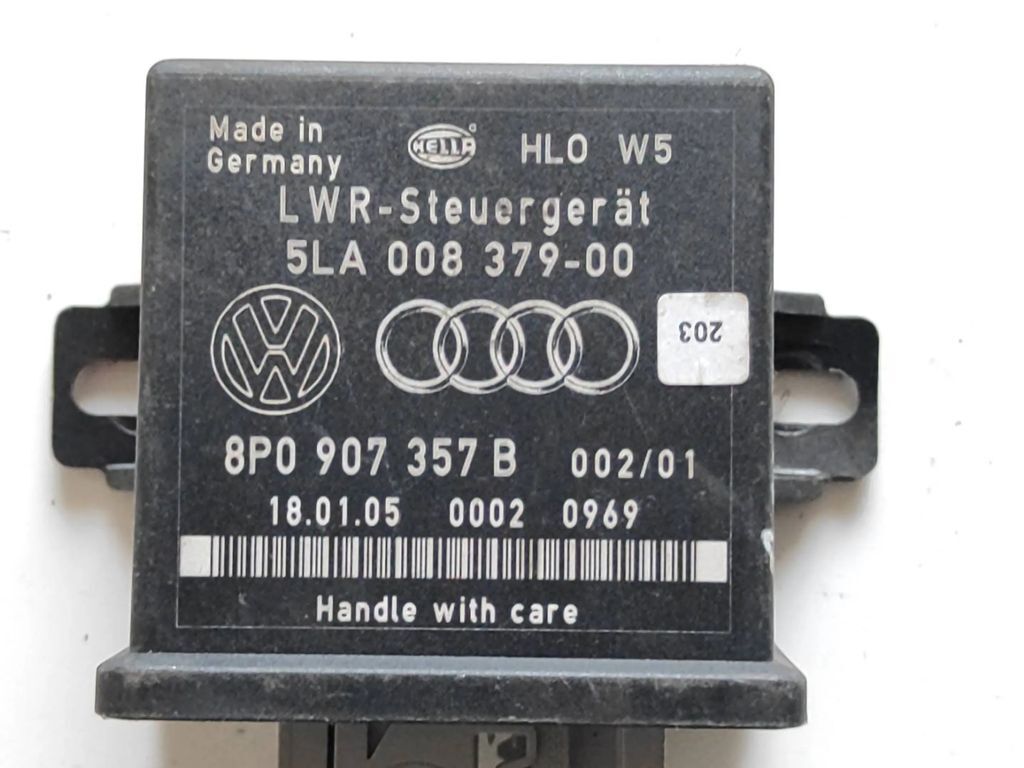 Made in Germany
HELLA
HL0 W5
LWR-Steuergerät
5LA 008 379-00
203
8P0 907 357 B 002/01
18.01.05 0002 0969
Handle with care